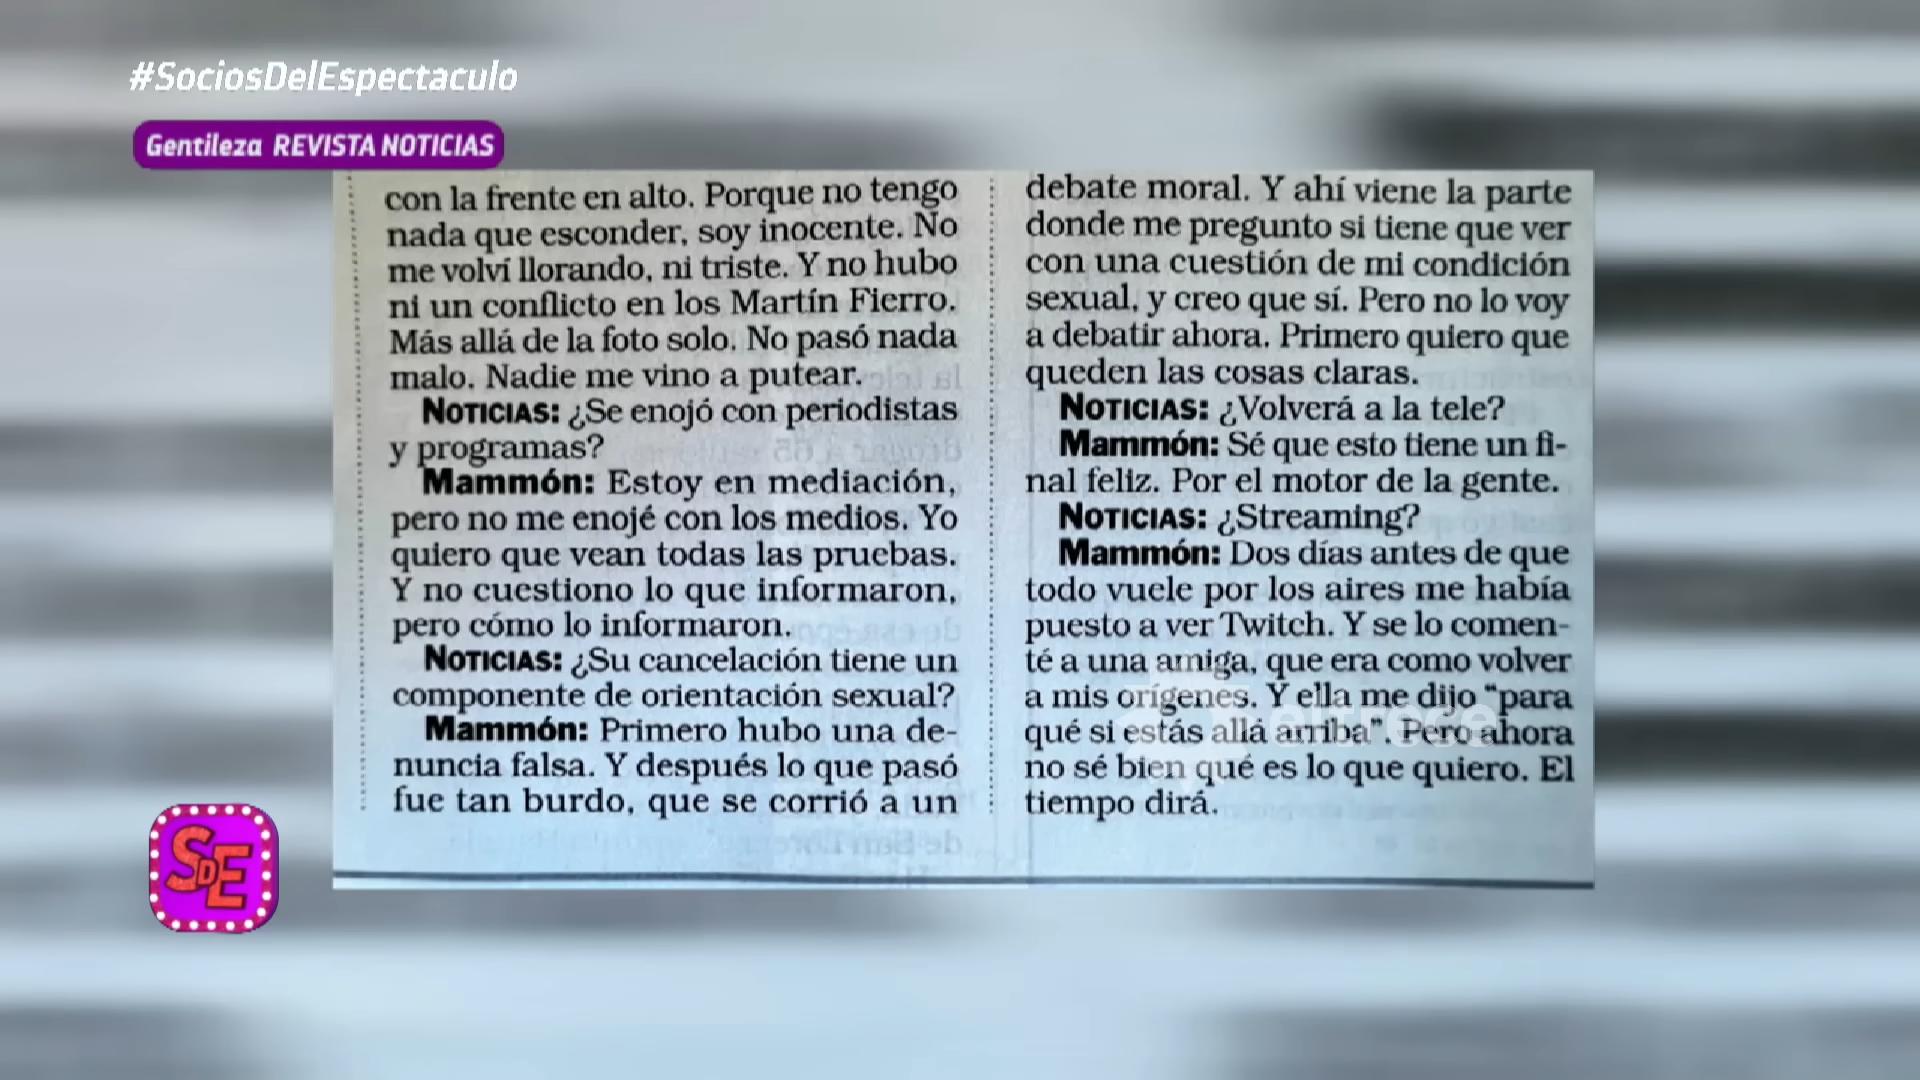 #SociosDelEspectaculo
Gentileza REVISTA NOTICIAS
con la frente en alto. Porque no tengo
nada que esconder, soy inocente. No
me volví llorando, ni triste. Y no hubo
ni un conflicto en los Martín Fierro.
Más allá de la foto solo. No pasó nada
malo. Nadie me vino a putear.
NOTICIAS: ¿Se enojó con periodistas
y programas?
Mammón: Estoy en mediación,
pero no me enojé con los medios. Yo
quiero que vean todas las pruebas.
Y no cuestiono lo que informaron,
pero cómo lo informaron.
NOTICIAS: ¿Su cancelación tiene un
componente de orientación sexual?
Mammón: Primero hubo una de-
nuncia falsa. Y después lo que pasó
fue tan burdo, que se corrió a un
debate moral. Y ahí viene la parte
donde me pregunto si tiene que ver
con una cuestión de mi condición
sexual, y creo que sí. Pero no lo voy
a debatir ahora. Primero quiero que
queden las cosas claras.
NOTICIAS: ¿Volverá a la tele?
Mammón: Sé que esto tiene un fi-
nal feliz. Por el motor de la gente.
NOTICIAS: ¿Streaming?
Mammón: Dos días antes de que
todo vuele por los aires me había
puesto a ver Twitch. Y se lo comen-
té a una amiga, que era como volver
a mis orígenes. Y ella me dijo "para
qué si estás allá arriba". Pero ahora
no sé bien qué es lo que quiero. El
tiempo dirá.
eltrece
SDE